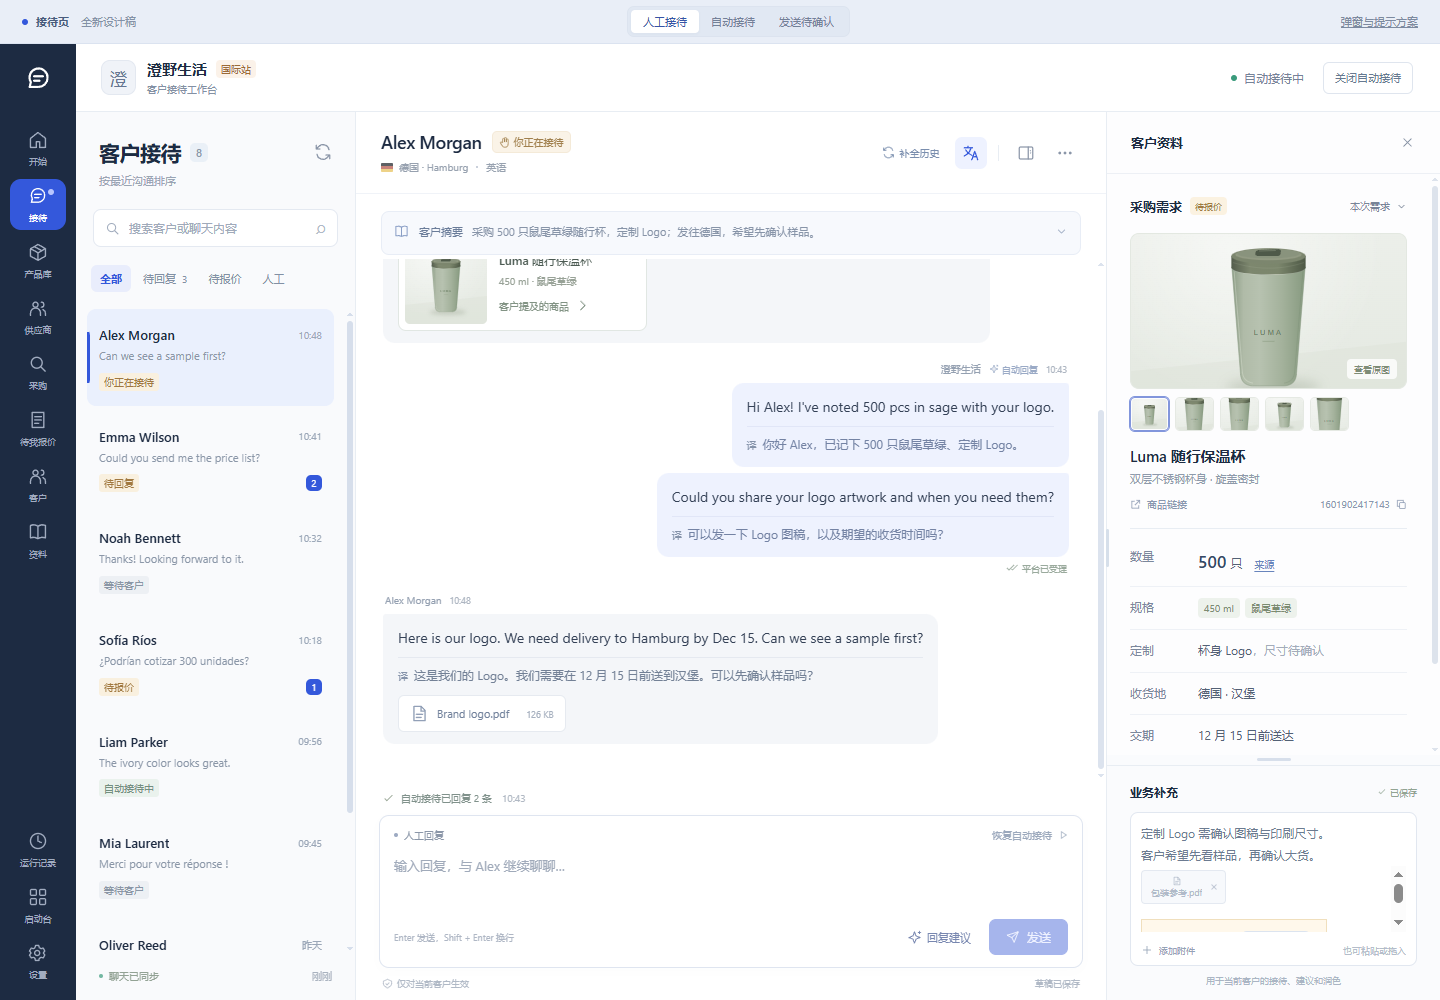 接待页 全新设计稿
人工接待 自动接待 发送待确认
弹窗与提示方案
澄 澄野生活 国际站
客户接待工作台
自动接待中 关闭自动接待
开始
接待
产品库
供应商
采购
待我报价
客户
资料
运行记录
启动台
设置
客户接待 8
按最近沟通排序
搜索客户或聊天内容
全部 待回复 3 待报价 人工
Alex Morgan 10:48
Can we see a sample first?
你正在接待
Emma Wilson 10:41
Could you send me the price list?
待回复 2
Noah Bennett 10:32
Thanks! Looking forward to it.
等待客户
Sofía Ríos 10:18
¿Podrían cotizar 300 unidades?
待报价 1
Liam Parker 09:56
The ivory color looks great.
自动接待中
Mia Laurent 09:45
Merci pour votre réponse !
等待客户
Oliver Reed 昨天
聊天已同步 刚刚
Alex Morgan 你正在接待
德国 · Hamburg · 英语
补全历史
客户摘要 采购 500 只鼠尾草绿随行杯，定制 Logo；发往德国，希望先确认样品。
Luma 随行保温杯
450 ml · 鼠尾草绿
客户提及的商品
澄野生活 自动回复 10:43
Hi Alex! I've noted 500 pcs in sage with your logo.
译 你好 Alex，已记下 500 只鼠尾草绿、定制 Logo。
Could you share your logo artwork and when you need them?
译 可以发一下 Logo 图稿，以及期望的收货时间吗？
平台已受理
Alex Morgan 10:48
Here is our logo. We need delivery to Hamburg by Dec 15. Can we see a sample first?
译 这是我们的 Logo。我们需要在 12 月 15 日前送到汉堡。可以先确认样品吗？
Brand logo.pdf 126 KB
自动接待已回复 2 条 10:43
人工回复 恢复自动接待
输入回复，与 Alex 继续聊聊...
Enter 发送，Shift + Enter 换行
回复建议 发送
仅对当前客户生效 草稿已保存
客户资料
采购需求 待报价 本次需求
LUMA
查看原图
Luma 随行保温杯
双层不锈钢杯身 · 旋盖密封
商品链接 1601902417143
数量 500 只 来源
规格 450 ml 鼠尾草绿
定制 杯身 Logo，尺寸待确认
收货地 德国 · 汉堡
交期 12 月 15 日前送达
业务补充 已保存
定制 Logo 需确认图稿与印刷尺寸。
客户希望先看样品，再确认大货。
包装参考.pdf
添加附件 也可粘贴或拖入
用于当前客户的接待、建议和润色